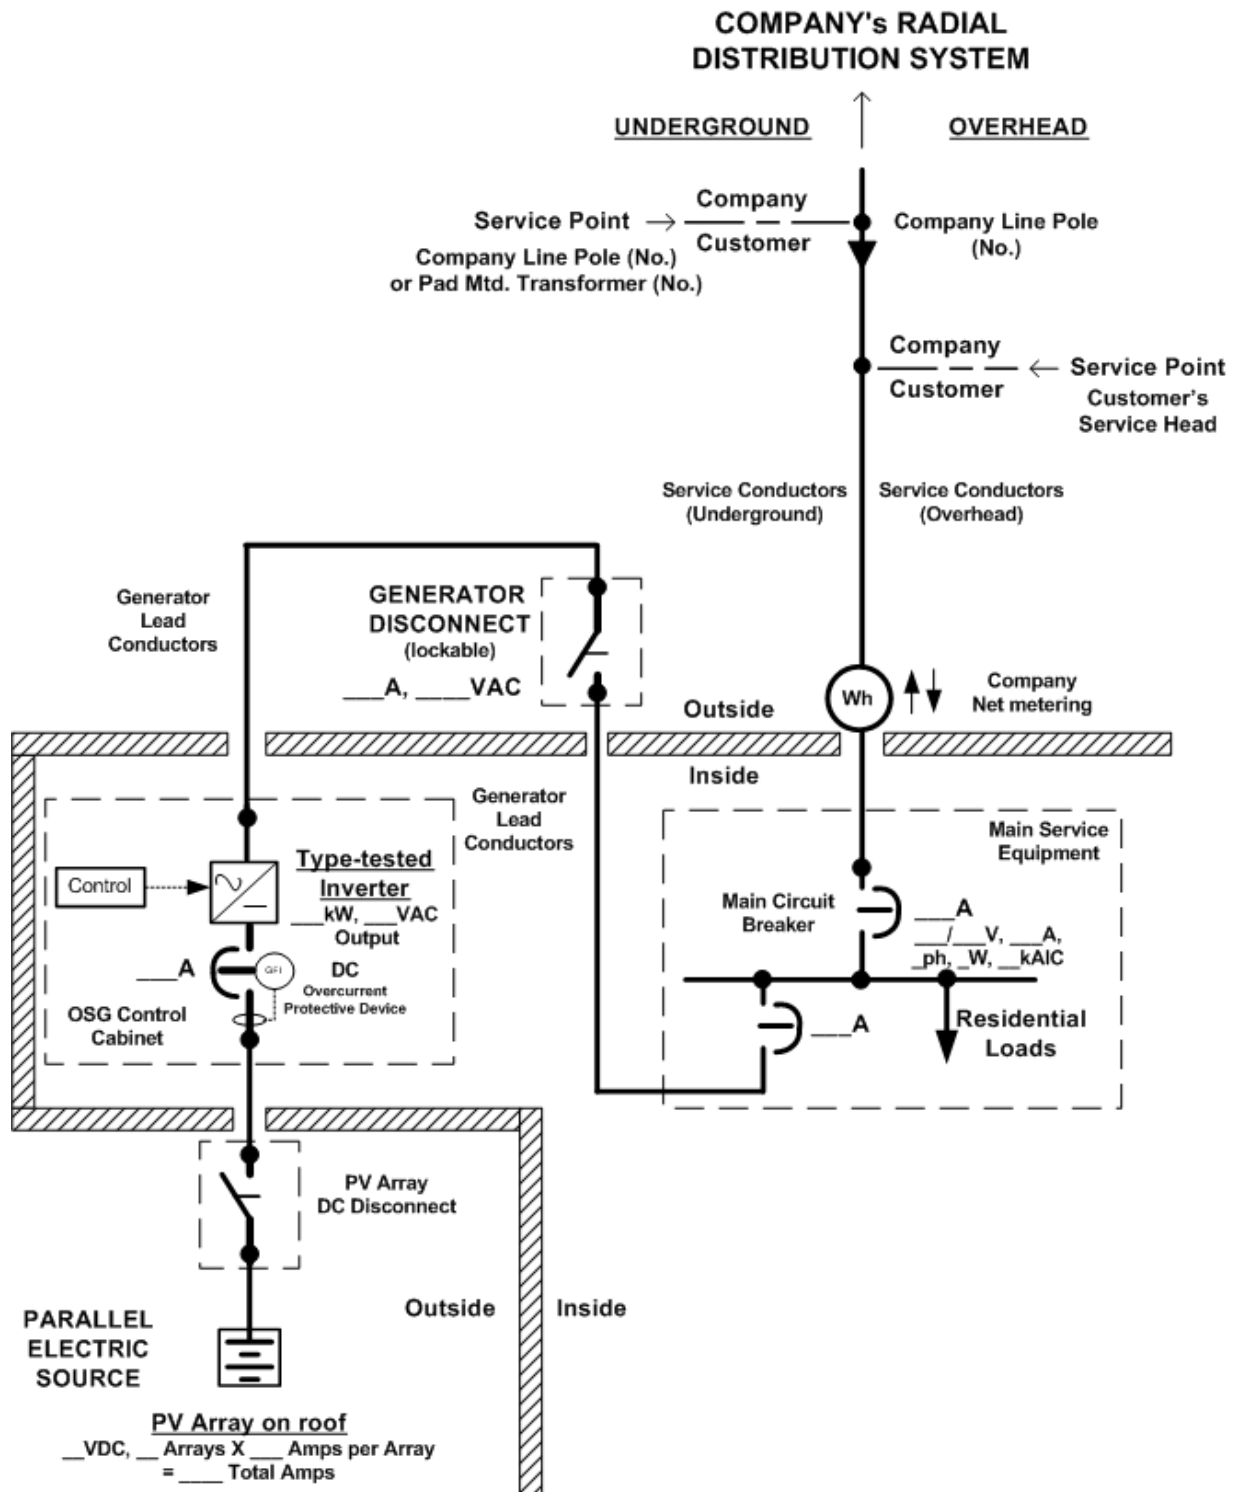 COMPANY's RADIAL
DISTRIBUTION SYSTEM
UNDERGROUND
OVERHEAD
Company
Service Point
Customer
Company Line Pole (No.)
or Pad Mtd. Transformer (No.)
Company Line Pole
(No.)
Company
Customer
Service Point
Customer's
Service Head
Service Conductors
(Underground)
Service Conductors
(Overhead)
Generator
Lead
Conductors
GENERATOR
DISCONNECT
(lockable)
___A, ____VAC
Wh
Company
Net metering
Outside
Inside
Generator
Lead
Conductors
Main Service
Equipment
Control
Type-tested
Inverter
___kW, ___VAC
Output
Main Circuit
Breaker
___A
___/___V, ___A,
_ph, _W, __kAIC
___A
GFI
DC
Overcurrent
Protective Device
OSG Control
Cabinet
___A
Residential
Loads
PV Array
DC Disconnect
Outside
Inside
PARALLEL
ELECTRIC
SOURCE
PV Array on roof
__VDC, __ Arrays X ___ Amps per Array
= ____ Total Amps